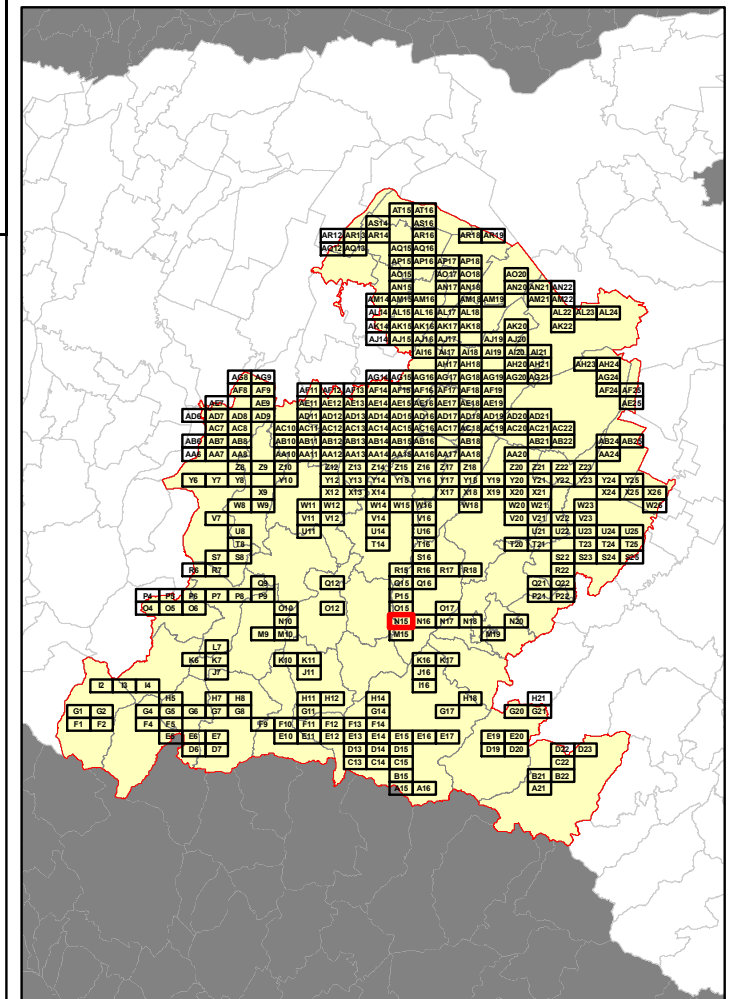 AT15 AT16
AS14 AS16
AR12 AR13 AR14 AR16 AR18 AR19
AQ12 AQ13 AQ15 AQ16
AP15 AP16 AP17 AP18
AO15 AO17 AO18 AO20
AN15 AN17 AN18 AN20 AN21 AN22
AM14 AM15 AM16 AM18 AM19 AM21 AM22
AL14 AL15 AL16 AL17 AL18 AL22 AL23 AL24
AK14 AK15 AK16 AK17 AK18 AK20 AK22
AJ14 AJ15 AJ16 AJ17 AJ19 AJ20
AI16 AI17 AI18 AI19 AI20 AI21
AH17 AH18 AH20 AH21 AH23 AH24
AG8 AG9 AG14 AG15 AG16 AG17 AG18 AG19 AG20 AG21 AG24
AF8 AF9 AF11 AF12 AF13 AF14 AF15 AF16 AF17 AF18 AF19 AF24 AF25
AE7 AE9 AE11 AE12 AE13 AE14 AE15 AE16 AE17 AE18 AE19 AE25
AD6 AD7 AD8 AD9 AD11 AD12 AD13 AD14 AD15 AD16 AD17 AD18 AD19 AD20 AD21
AC7 AC8 AC10 AC11 AC12 AC13 AC14 AC15 AC16 AC17 AC18 AC19 AC20 AC21 AC22
AB6 AB7 AB8 AB10 AB11 AB12 AB13 AB14 AB15 AB16 AB18 AB21 AB22 AB24 AB25
AA6 AA7 AA8 AA10 AA11 AA12 AA13 AA14 AA15 AA16 AA17 AA18 AA20 AA24
Z8 Z9 Z10 Z12 Z13 Z14 Z15 Z16 Z17 Z18 Z20 Z21 Z22 Z23
Y6 Y7 Y8 Y10 Y12 Y13 Y14 Y15 Y16 Y17 Y18 Y19 Y20 Y21 Y22 Y23 Y24 Y25
X9 X12 X13 X14 X17 X18 X19 X20 X21 X24 X25 X26
W8 W9 W11 W12 W14 W15 W16 W18 W20 W21 W23 W26
V7 V11 V12 V14 V16 V20 V21 V22 V23
U8 U11 U14 U16 U21 U22 U23 U24 U25
T8 T14 T16 T20 T21 T23 T24 T25
S7 S8 S16 S22 S23 S24 S25
R6 R7 R15 R16 R17 R18 R22
Q9 Q12 Q15 Q16 Q21 Q22
P4 P5 P6 P7 P8 P9 P15 P21 P22
O4 O5 O6 O10 O12 O15 O17
N10 N15 N16 N17 N18 N20
M9 M10 M15 M19
L7
K6 K7 K10 K11 K16 K17
J7 J11 J16
I2 I3 I4 I16
H5 H7 H8 H11 H12 H14 H18 H21
G1 G2 G4 G5 G6 G7 G8 G11 G14 G17 G20 G21
F1 F2 F4 F5 F9 F10 F11 F12 F13 F14
E5 E6 E7 E10 E11 E12 E13 E14 E15 E16 E17 E19 E20
D6 D7 D13 D14 D15 D19 D20 D22 D23
C13 C14 C15 C22
B15 B21 B22
A15 A16 A21